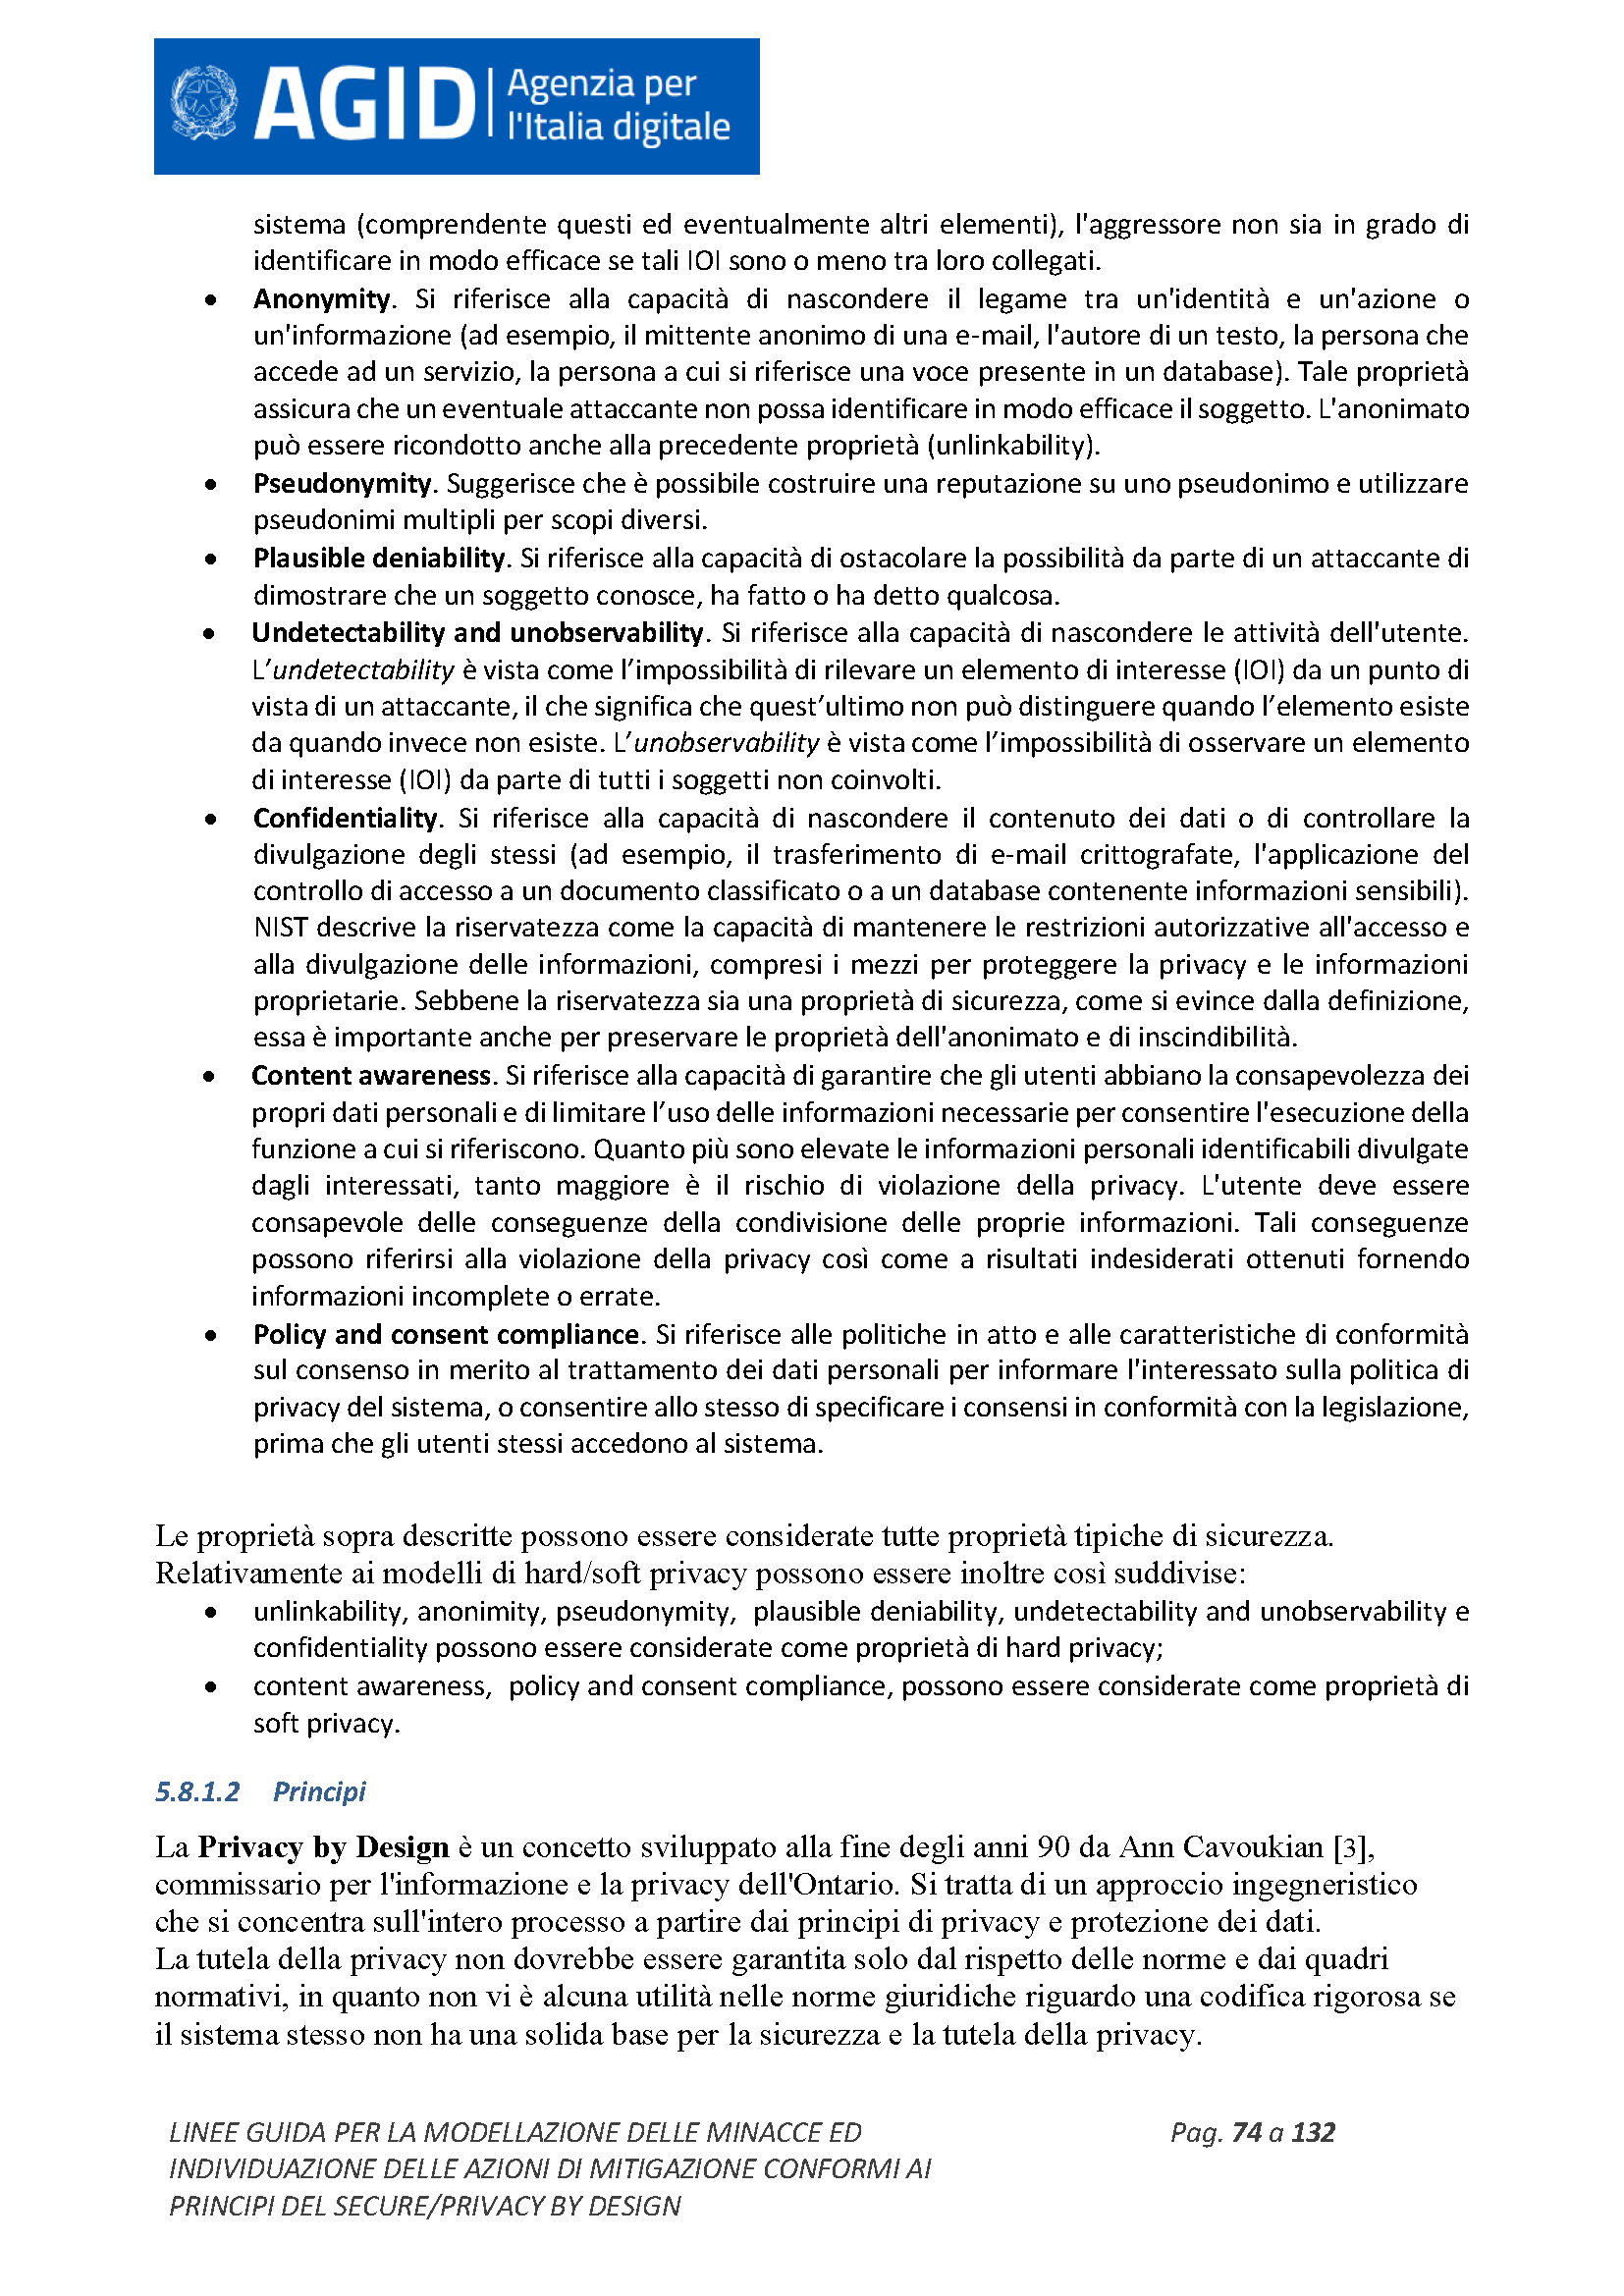 AGID
Agenzia per
l'Italia digitale
sistema (comprendente questi ed eventualmente altri elementi), l'aggressore non sia in grado di
identificare in modo efficace se tali IOI sono o meno tra loro collegati.
• Anonymity. Si riferisce alla capacità di nascondere il legame tra un'identità e un'azione o
un'informazione (ad esempio, il mittente anonimo di una e-mail, l'autore di un testo, la persona che
accede ad un servizio, la persona a cui si riferisce una voce presente in un database). Tale proprietà
assicura che un eventuale attaccante non possa identificare in modo efficace il soggetto. L'anonimato
può essere ricondotto anche alla precedente proprietà (unlinkability).
• Pseudonymity. Suggerisce che è possibile costruire una reputazione su uno pseudonimo e utilizzare
pseudonimi multipli per scopi diversi.
• Plausible deniability. Si riferisce alla capacità di ostacolare la possibilità da parte di un attaccante di
dimostrare che un soggetto conosce, ha fatto o ha detto qualcosa.
• Undetectability and unobservability. Si riferisce alla capacità di nascondere le attività dell'utente.
L’undetectability è vista come l’impossibilità di rilevare un elemento di interesse (IOI) da un punto di
vista di un attaccante, il che significa che quest’ultimo non può distinguere quando l’elemento esiste
da quando invece non esiste. L’unobservability è vista come l’impossibilità di osservare un elemento
di interesse (IOI) da parte di tutti i soggetti non coinvolti.
• Confidentiality. Si riferisce alla capacità di nascondere il contenuto dei dati o di controllare la
divulgazione degli stessi (ad esempio, il trasferimento di e-mail crittografate, l'applicazione del
controllo di accesso a un documento classificato o a un database contenente informazioni sensibili).
NIST descrive la riservatezza come la capacità di mantenere le restrizioni autorizzative all'accesso e
alla divulgazione delle informazioni, compresi i mezzi per proteggere la privacy e le informazioni
proprietarie. Sebbene la riservatezza sia una proprietà di sicurezza, come si evince dalla definizione,
essa è importante anche per preservare le proprietà dell'anonimato e di inscindibilità.
• Content awareness. Si riferisce alla capacità di garantire che gli utenti abbiano la consapevolezza dei
propri dati personali e di limitare l’uso delle informazioni necessarie per consentire l'esecuzione della
funzione a cui si riferiscono. Quanto più sono elevate le informazioni personali identificabili divulgate
dagli interessati, tanto maggiore è il rischio di violazione della privacy. L'utente deve essere
consapevole delle conseguenze della condivisione delle proprie informazioni. Tali conseguenze
possono riferirsi alla violazione della privacy così come a risultati indesiderati ottenuti fornendo
informazioni incomplete o errate.
• Policy and consent compliance. Si riferisce alle politiche in atto e alle caratteristiche di conformità
sul consenso in merito al trattamento dei dati personali per informare l'interessato sulla politica di
privacy del sistema, o consentire allo stesso di specificare i consensi in conformità con la legislazione,
prima che gli utenti stessi accedono al sistema.
Le proprietà sopra descritte possono essere considerate tutte proprietà tipiche di sicurezza.
Relativamente ai modelli di hard/soft privacy possono essere inoltre così suddivise:
• unlinkability, anonimity, pseudonymity, plausible deniability, undetectability and unobservability e
confidentiality possono essere considerate come proprietà di hard privacy;
• content awareness, policy and consent compliance, possono essere considerate come proprietà di
soft privacy.
5.8.1.2 Principi
La Privacy by Design è un concetto sviluppato alla fine degli anni 90 da Ann Cavoukian [3],
commissario per l'informazione e la privacy dell'Ontario. Si tratta di un approccio ingegneristico
che si concentra sull'intero processo a partire dai principi di privacy e protezione dei dati.
La tutela della privacy non dovrebbe essere garantita solo dal rispetto delle norme e dai quadri
normativi, in quanto non vi è alcuna utilità nelle norme giuridiche riguardo una codifica rigorosa se
il sistema stesso non ha una solida base per la sicurezza e la tutela della privacy.
LINEE GUIDA PER LA MODELLAZIONE DELLE MINACCE ED
INDIVIDUAZIONE DELLE AZIONI DI MITIGAZIONE CONFORMI AI
PRINCIPI DEL SECURE/PRIVACY BY DESIGN
Pag. 74 a 132